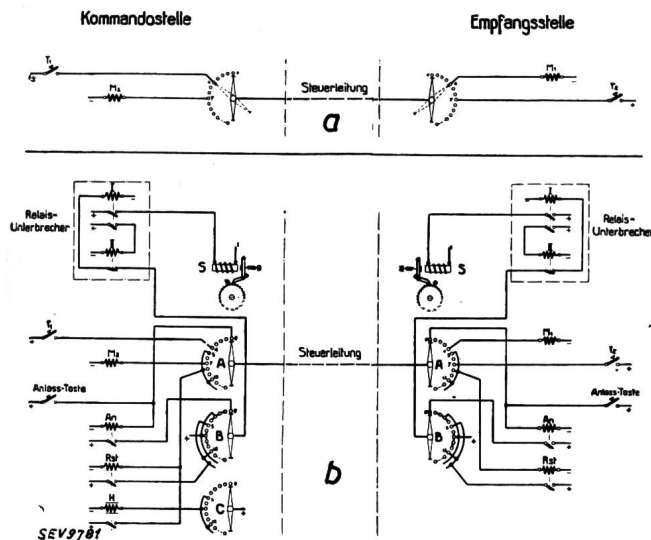 Kommandostelle
Empfangsstelle
T₁
M₂
M₁
T₂
Steuerleitung
a
Relais-
Unterbrecher
Relais-
Unterbrecher
I
I
S
S
T₁
M₂
M₁
T₂
A
A
Steuerleitung
Anlass-Taste
Anlass-Taste
An
An
B
B
Rst
Rst
b
H
C
SEV9781